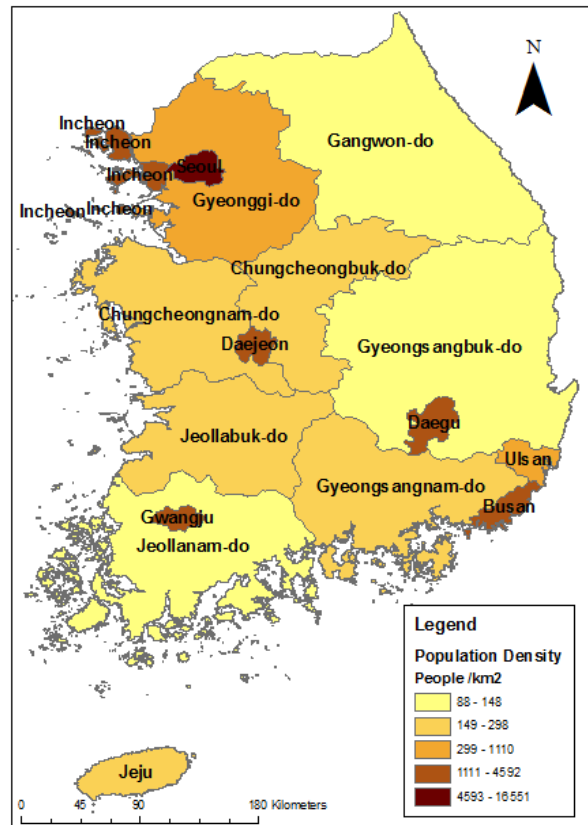 N
Incheon
Incheon
Gangwon-do
Incheon
Seoul
Gyeonggi-do
Incheon
Incheon
Chungcheongbuk-do
Chungcheongnam-do
Daejeon
Gyeongsangbuk-do
Daegu
Jeollabuk-do
Ulsan
Gyeongsangnam-do
Busan
Gwangju
Jeollanam-do
Legend
Population Density
People /km2
88 - 148
149 - 298
299 - 1110
1111 - 4592
4593 - 16551
Jeju
0 45 90 180 Kilometers